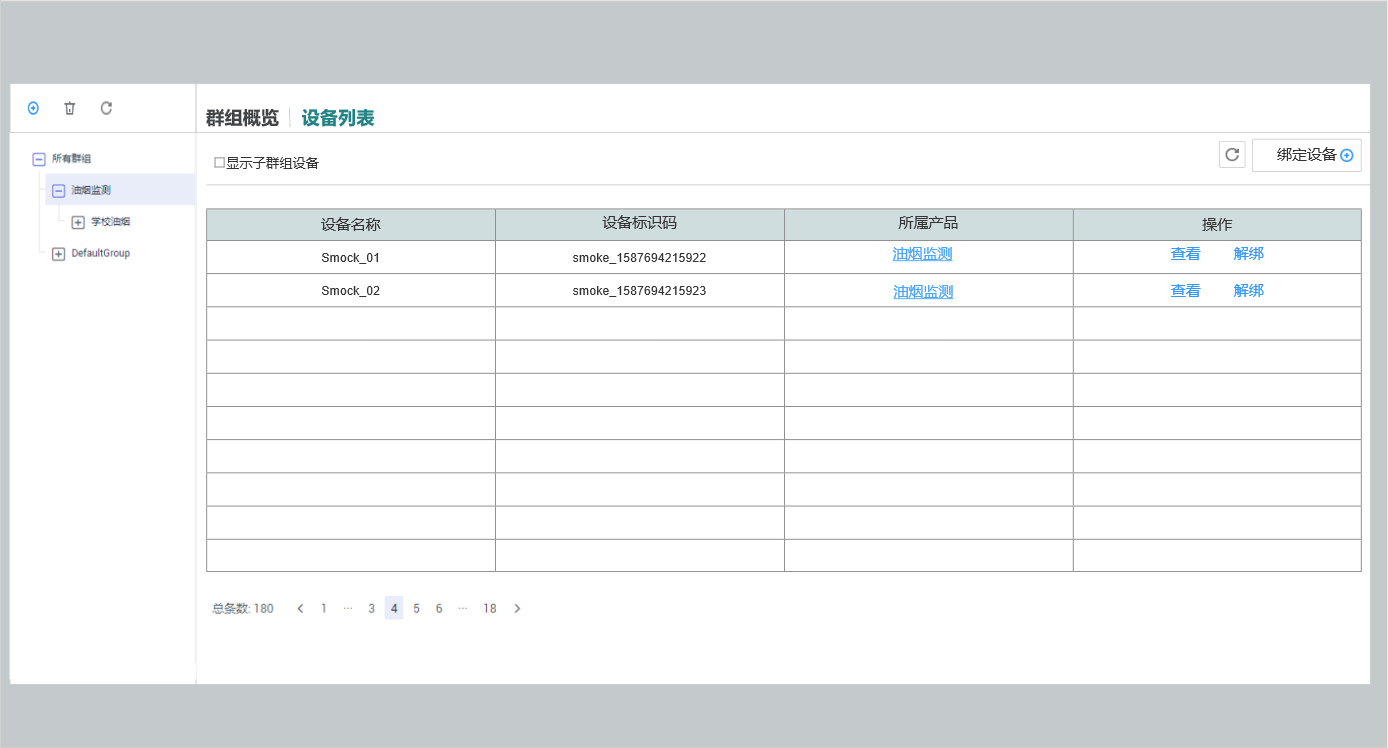 群组概览 设备列表
所有群组
油烟监测
学校油烟
DefaultGroup
显示子群组设备
绑定设备
设备名称 设备标识码 所属产品 操作
Smock_01 smoke_1587694215922 油烟监测 查看 解绑
Smock_02 smoke_1587694215923 油烟监测 查看 解绑
总条数: 180 1 ··· 3 4 5 6 ··· 18